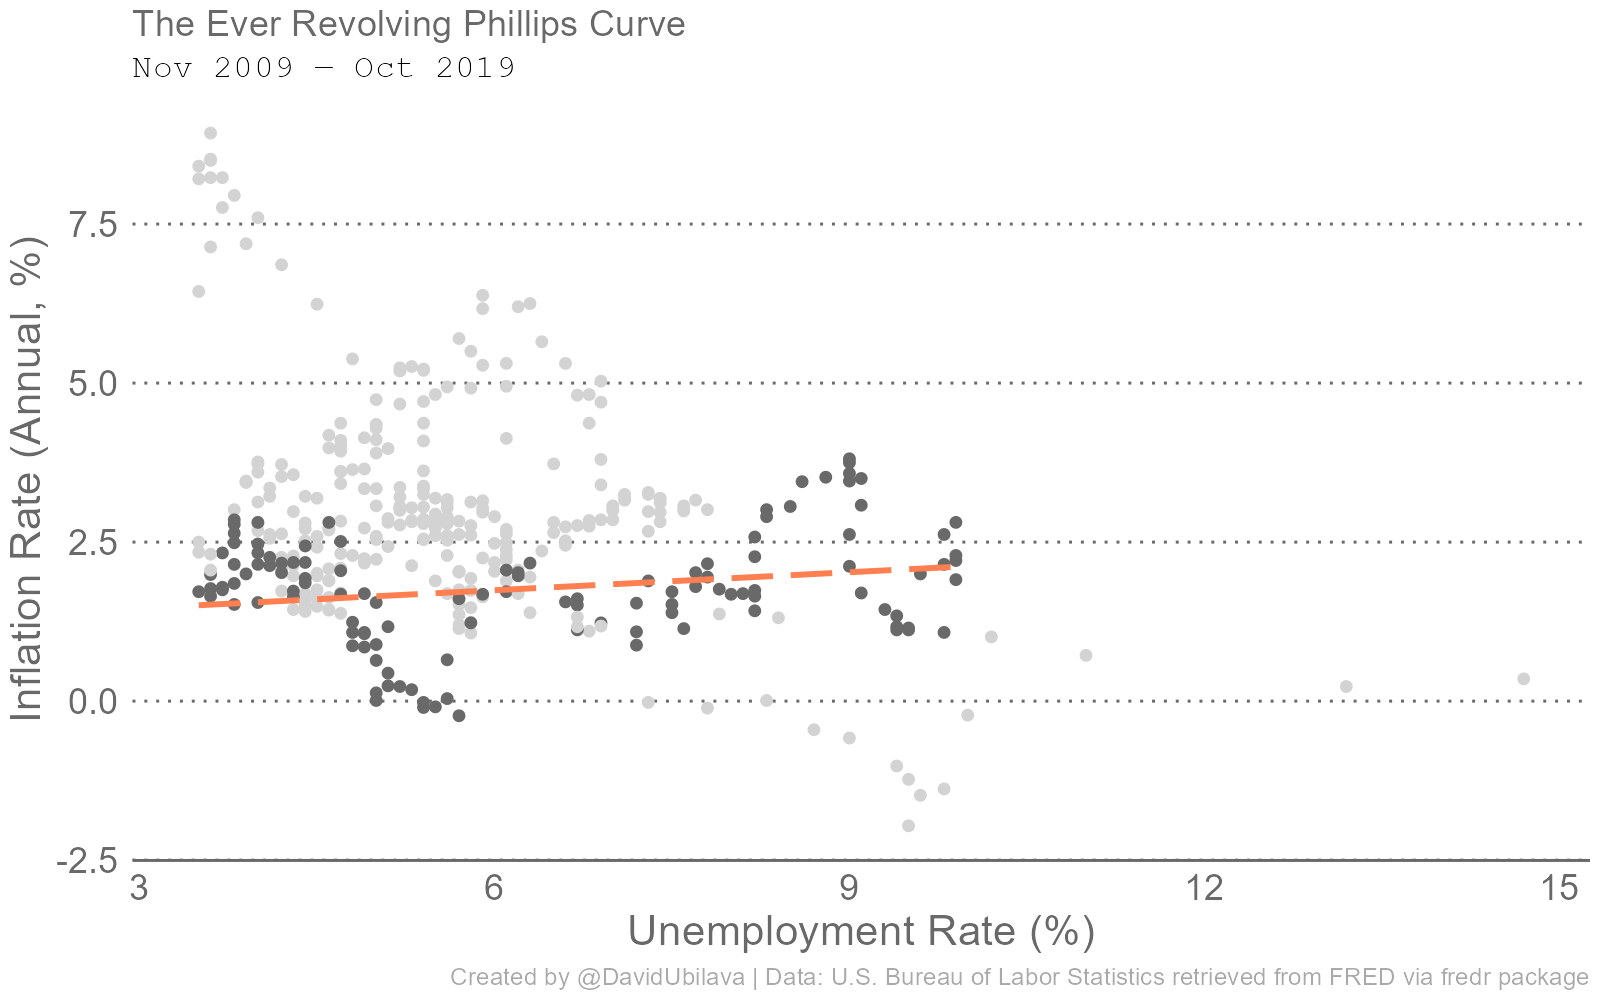 The Ever Revolving Phillips Curve
Nov 2009 — Oct 2019
Inflation Rate (Annual, %)
7.5
5.0
2.5
0.0
-2.5
3
6
9
12
15
Unemployment Rate (%)
Created by @DavidUbilava | Data: U.S. Bureau of Labor Statistics retrieved from FRED via fredr package